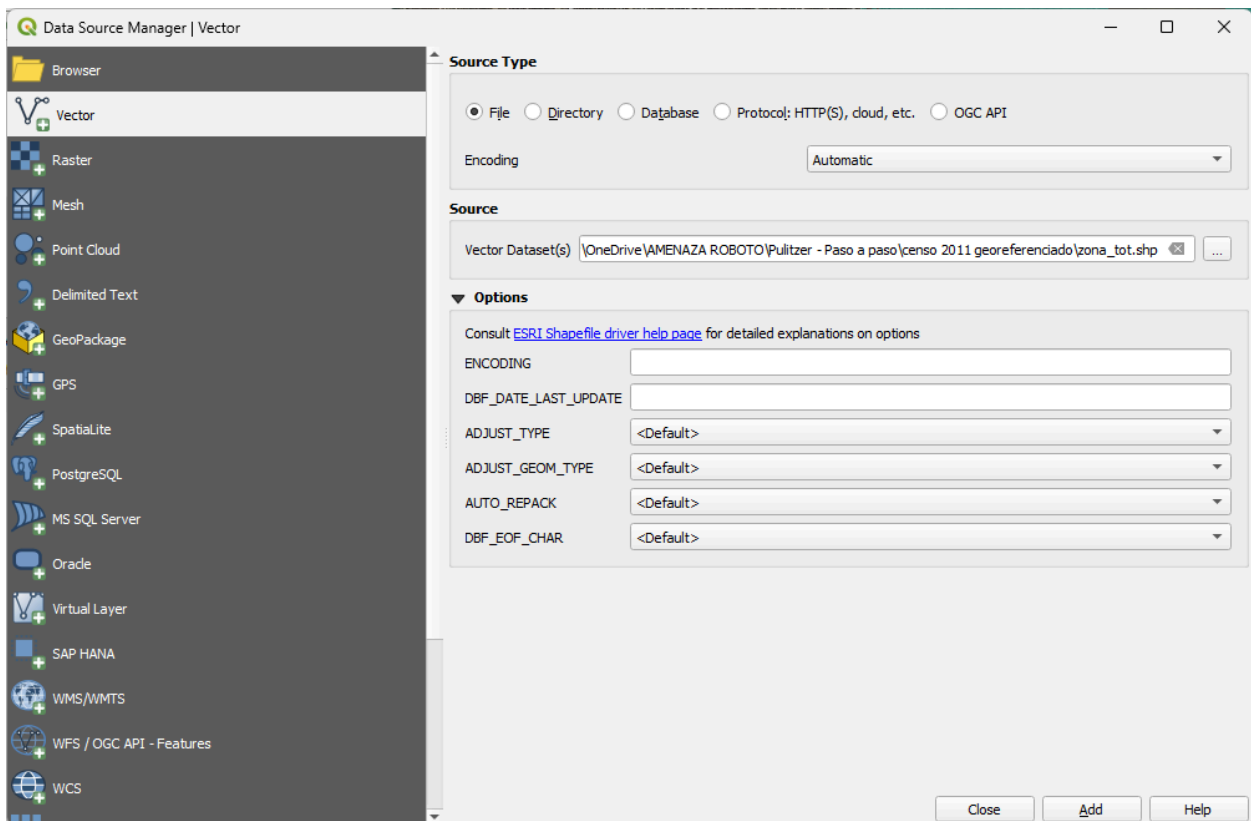 Data Source Manager | Vector
Browser
Vector
Raster
Mesh
Point Cloud
Delimited Text
GeoPackage
GPS
SpatiaLite
PostgreSQL
MS SQL Server
Oracle
Virtual Layer
SAP HANA
WMS/WMTS
WFS / OGC API - Features
WCS
Source Type
File Directory Database Protocol: HTTP(S), cloud, etc. OGC API
Encoding Automatic
Source
Vector Dataset(s) \OneDrive\AMENAZA ROBOTO\Pulitzer - Paso a paso\censo 2011 georeferenciado\zona_tot.shp ...
Options
Consult ESRI Shapefile driver help page for detailed explanations on options
ENCODING
DBF_DATE_LAST_UPDATE
ADJUST_TYPE <Default>
ADJUST_GEOM_TYPE <Default>
AUTO_REPACK <Default>
DBF_EOF_CHAR <Default>
Close Add Help